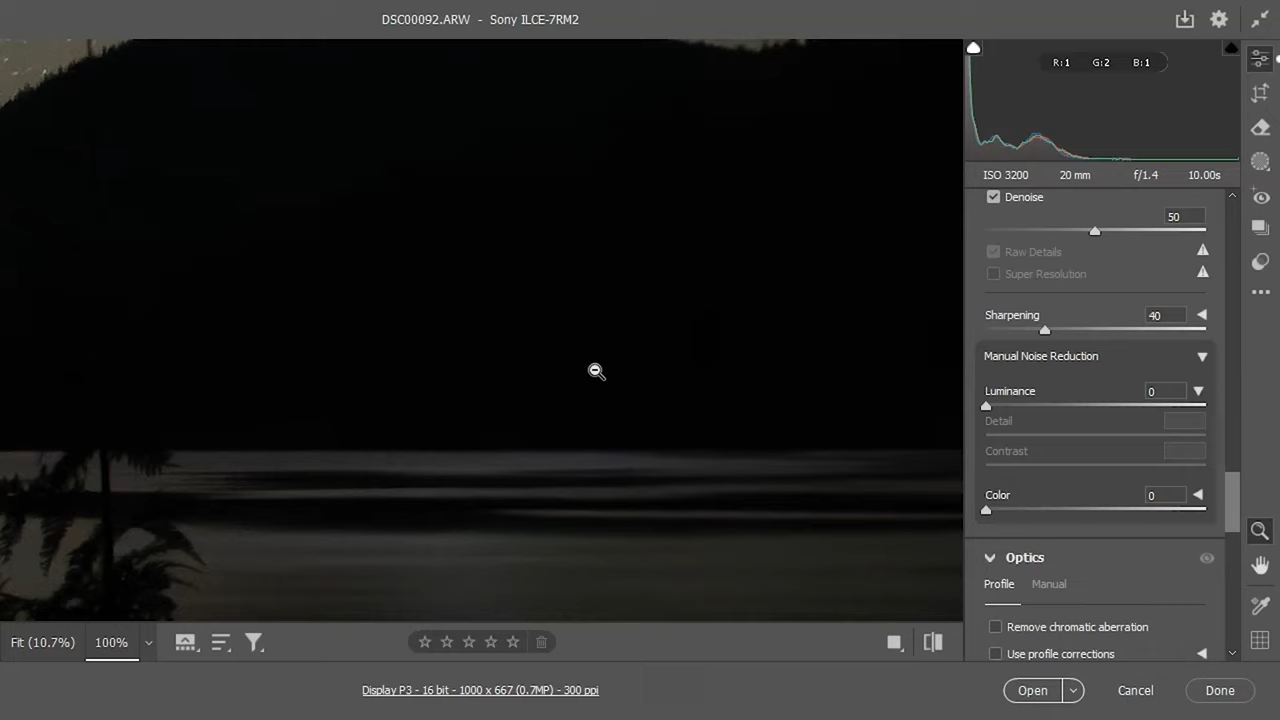 DSC00092.ARW - Sony ILCE-7RM2
R:1 G:2 B:1
ISO 3200 20 mm f/1.4 10.00s
Denoise
50
Raw Details
Super Resolution
Sharpening 40
Manual Noise Reduction
Luminance 0
Detail
Contrast
Color 0
Optics
Profile Manual
Remove chromatic aberration
Use profile corrections
Fit (10.7%) 100%
Display P3 - 16 bit - 1000 x 667 (0.7MP) - 300 ppi
Open Cancel Done